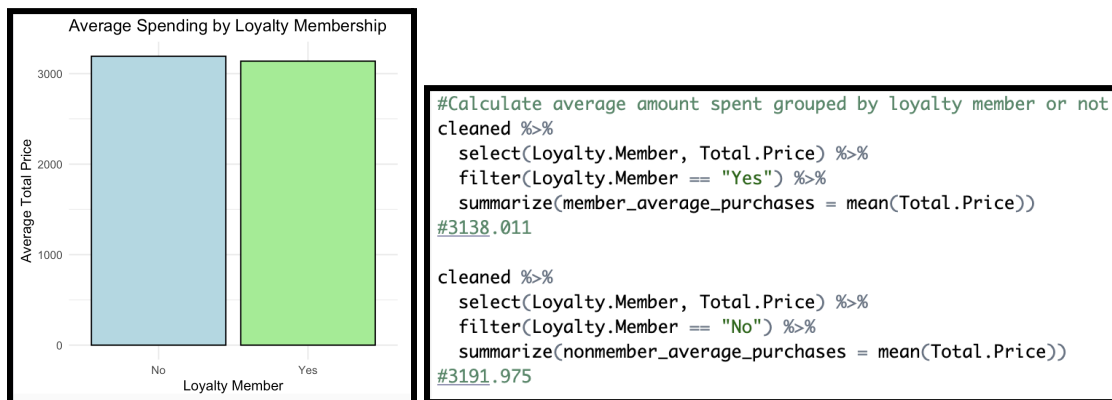 Average Spending by Loyalty Membership
3000
2000
1000
0
Average Total Price
No
Yes
Loyalty Member
#Calculate average amount spent grouped by loyalty member or not
cleaned %>%
  select(Loyalty.Member, Total.Price) %>%
  filter(Loyalty.Member == "Yes") %>%
  summarize(member_average_purchases = mean(Total.Price))
#3138.011

cleaned %>%
  select(Loyalty.Member, Total.Price) %>%
  filter(Loyalty.Member == "No") %>%
  summarize(nonmember_average_purchases = mean(Total.Price))
#3191.975